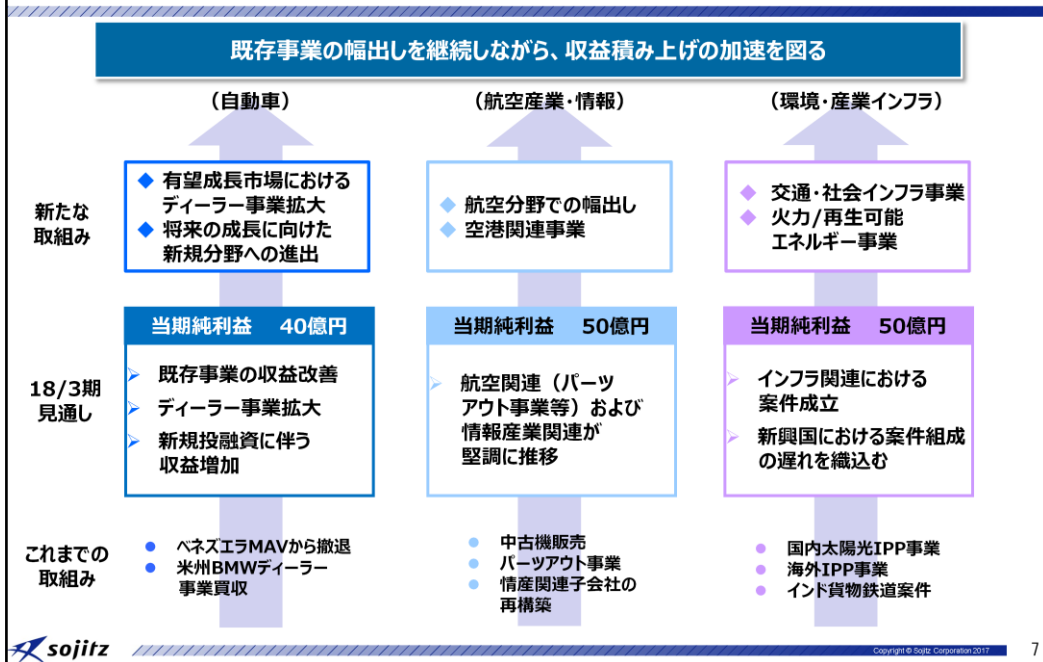 既存事業の幅出しを継続しながら、収益積み上げの加速を図る
（自動車）
（航空産業・情報）
（環境・産業インフラ）
新たな
取組み
◆ 有望成長市場における
ディーラー事業拡大
◆ 将来の成長に向けた
新規分野への進出
◆ 航空分野での幅出し
◆ 空港関連事業
◆ 交通・社会インフラ事業
◆ 火力/再生可能
エネルギー事業
18/3期
見通し
当期純利益 40億円
➢ 既存事業の収益改善
➢ ディーラー事業拡大
➢ 新規投融資に伴う
収益増加
当期純利益 50億円
➢ 航空関連（パーツ
アウト事業等）および
情報産業関連が
堅調に推移
当期純利益 50億円
➢ インフラ関連における
案件成立
➢ 新興国における案件組成
の遅れを織込む
これまでの
取組み
● ベネズエラMAVから撤退
● 米州BMWディーラー
事業買収
● 中古機販売
● パーツアウト事業
● 情産関連子会社の
再構築
● 国内太陽光IPP事業
● 海外IPP事業
● インド貨物鉄道案件
sojitz
Copyright © Sojitz Corporation 2017
7